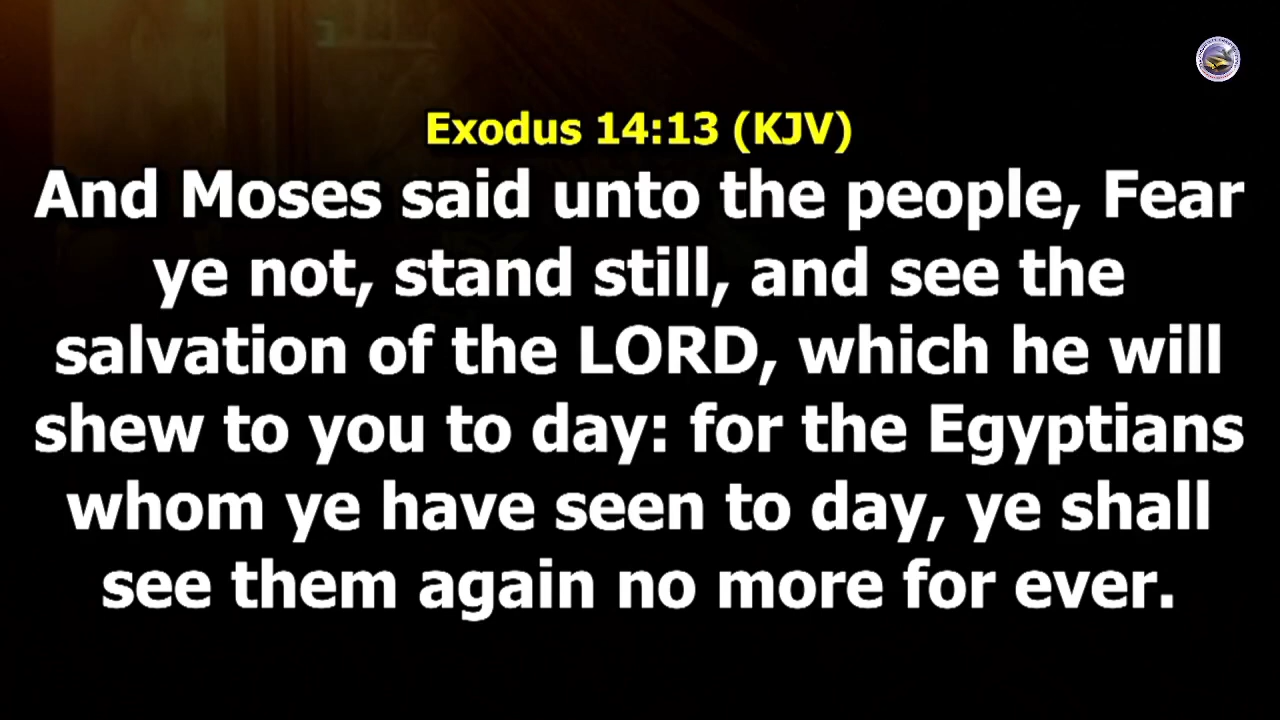 Exodus 14:13 (KJV)
And Moses said unto the people, Fear
ye not, stand still, and see the
salvation of the LORD, which he will
shew to you to day: for the Egyptians
whom ye have seen to day, ye shall
see them again no more for ever.